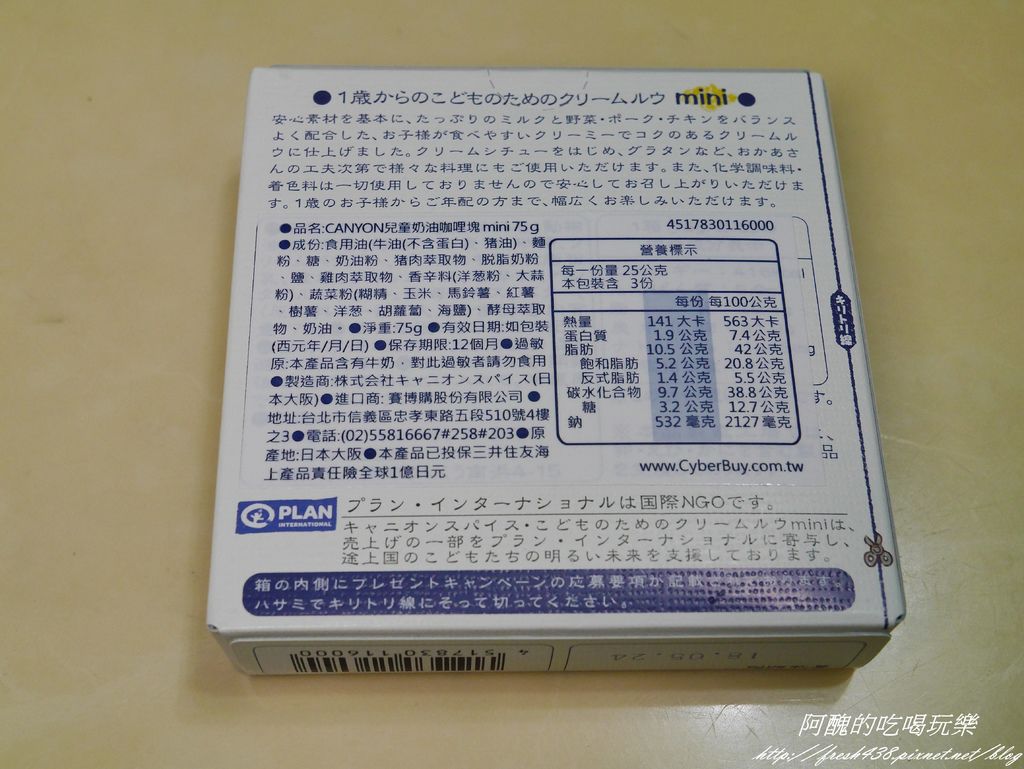 ●1歳からのこどものためのクリームルウ mini●
安心素材を基本に、たっぷりのミルクと野菜・ポーク・チキンをバランス
よく配合した、お子様が食べやすいクリーミーでコクのあるクリームル
ウに仕上げました。クリームシチューをはじめ、グラタンなど、おかあさ
んの工夫次第で様々な料理にもご使用いただけます。また、化学調味料・
着色料は一切使用しておりませんので安心してお召し上がりいただけま
す。1歳のお子様からご年配の方まで、幅広くお楽しみいただけます。
●品名:CANYON兒童奶油咖哩塊 mini 75 g
●成份:食用油(牛油(不含蛋白)、猪油)、麵
粉、糖、奶油粉、猪肉萃取物、脱脂奶粉
、鹽、雞肉萃取物、香辛料(洋葱粉、大蒜
粉)、蔬菜粉(糊精、玉米、馬鈴薯、紅薯
、樹薯、洋葱、胡蘿蔔、海鹽)、酵母萃取
物、奶油。●淨重:75g ●有效日期:如包裝
(西元年/月/日) ●保存期限:12個月●過敏
原:本產品含有牛奶，對此過敏者請勿食用
●製造商:株式会社キャニオンスパイス(日
本大阪)●進口商: 賽博購股份有限公司 ●
地址:台北市信義區忠孝東路五段510號4樓
之3●電話:(02)55816667#258#203●原
產地:日本大阪●本產品已投保三井住友海
上產品責任險全球1億日元
4517830116000
營養標示
每一份量 25公克
本包裝含 3份
每份 每100公克
熱量 141 大卡 563 大卡
蛋白質 1.9 公克 7.4 公克
脂肪 10.5 公克 42 公克
飽和脂肪 5.2 公克 20.8 公克
反式脂肪 1.4 公克 5.5 公克
碳水化合物 9.7 公克 38.8 公克
糖 3.2 公克 12.7 公克
鈉 532 毫克 2127 毫克
www.CyberBuy.com.tw
キリトリ線
PLAN
INTERNATIONAL
プラン・インターナショナルは国際NGOです。
キャニオンスパイス・こどものためのクリームルウminiは、
売上げの一部をプラン・インターナショナルに寄与し、
途上国のこどもたちの明るい未来を支援しております。
箱の内側にプレゼントキャンペーンの応募要項が記載
ハサミでキリトリ線にそって切ってください。
4 517830 116000
18.05.24
阿醜的吃喝玩樂
http://fresh438.pixnet.net/blog